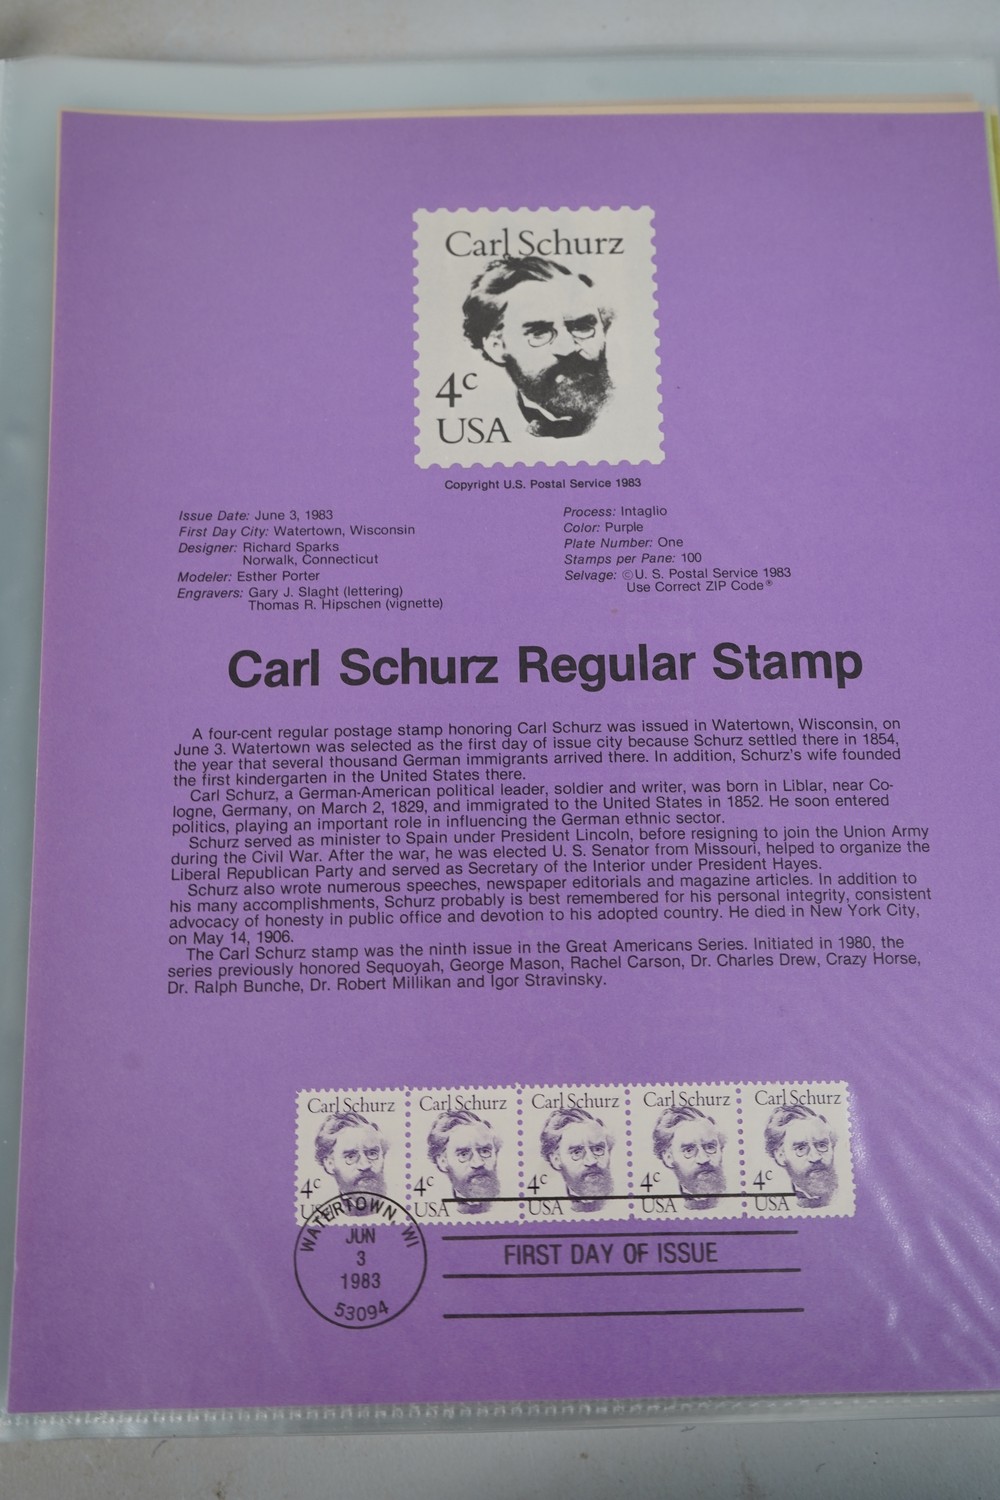 Carl Schurz
4c
USA
Copyright U.S. Postal Service 1983
Issue Date: June 3, 1983
First Day City: Watertown, Wisconsin
Designer: Richard Sparks
Norwalk, Connecticut
Modeler: Esther Porter
Engravers: Gary J. Slaght (lettering)
Thomas R. Hipschen (vignette)
Process: Intaglio
Color: Purple
Plate Number: One
Stamps per Pane: 100
Selvage: ©U. S. Postal Service 1983
Use Correct ZIP Code®
Carl Schurz Regular Stamp
A four-cent regular postage stamp honoring Carl Schurz was issued in Watertown, Wisconsin, on
June 3. Watertown was selected as the first day of issue city because Schurz settled there in 1854,
the year that several thousand German immigrants arrived there. In addition, Schurz's wife founded
the first kindergarten in the United States there.
Carl Schurz, a German-American political leader, soldier and writer, was born in Liblar, near Co-
logne, Germany, on March 2, 1829, and immigrated to the United States in 1852. He soon entered
politics, playing an important role in influencing the German ethnic sector.
Schurz served as minister to Spain under President Lincoln, before resigning to join the Union Army
during the Civil War. After the war, he was elected U. S. Senator from Missouri, helped to organize the
Liberal Republican Party and served as Secretary of the Interior under President Hayes.
Schurz also wrote numerous speeches, newspaper editorials and magazine articles. In addition to
his many accomplishments, Schurz probably is best remembered for his personal integrity, consistent
advocacy of honesty in public office and devotion to his adopted country. He died in New York City,
on May 14, 1906.
The Carl Schurz stamp was the ninth issue in the Great Americans Series. Initiated in 1980, the
series previously honored Sequoyah, George Mason, Rachel Carson, Dr. Charles Drew, Crazy Horse,
Dr. Ralph Bunche, Dr. Robert Millikan and Igor Stravinsky.
Carl Schurz Carl Schurz Carl Schurz Carl Schurz Carl Schurz
4c 4c 4c 4c 4c
USA USA USA USA USA
WATERTOWN, WI
JUN
3
1983
53094
FIRST DAY OF ISSUE